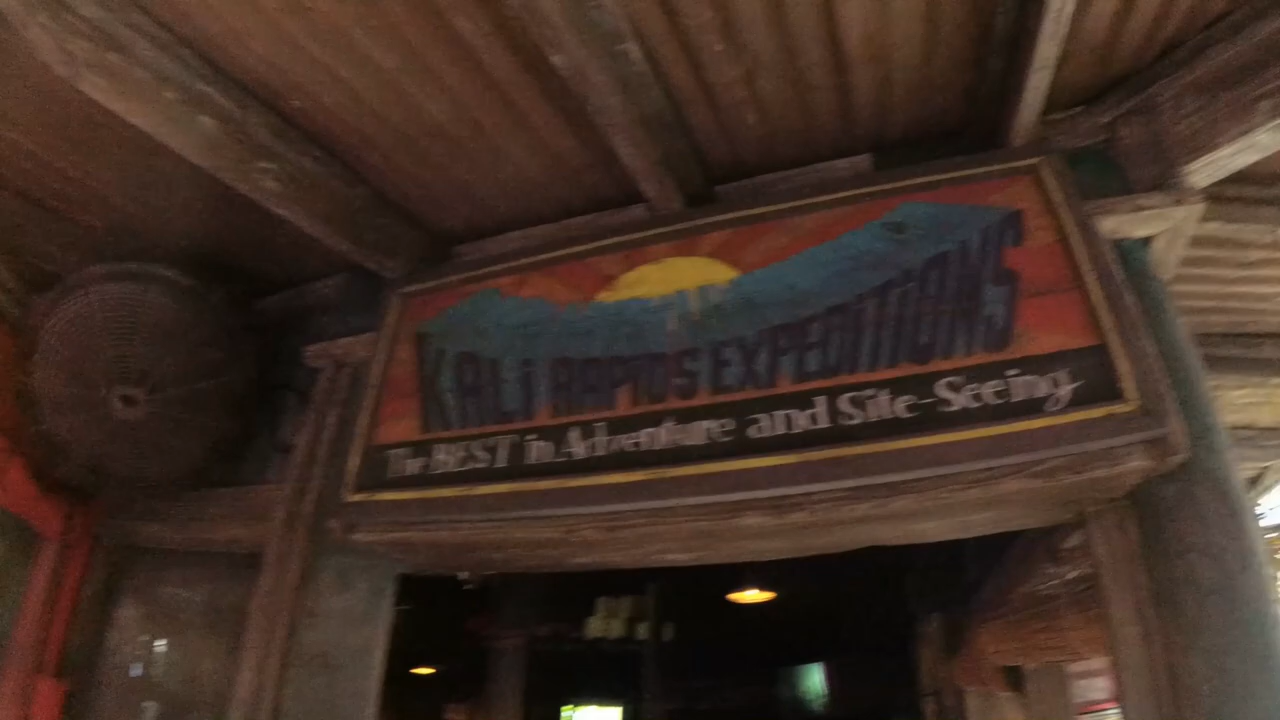 KALI RAPIDS EXPEDITIONS
The BEST in Adventure and Site-Seeing